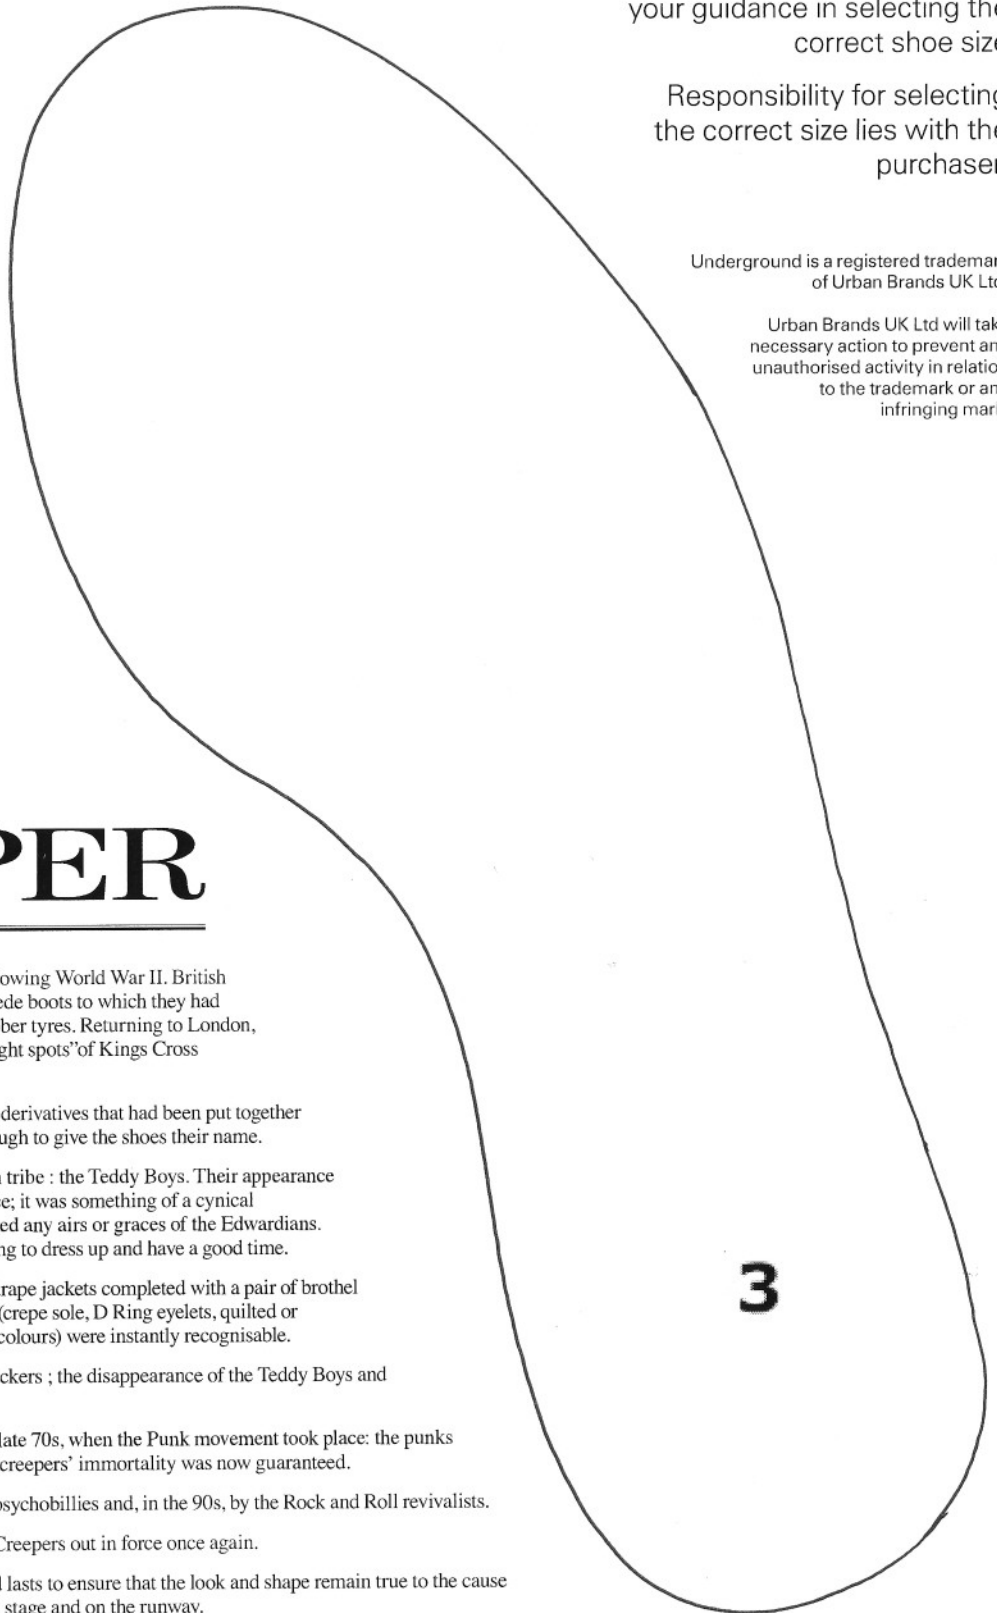 your guidance in selecting the
correct shoe size
Responsibility for selecting
the correct size lies with the
purchaser
Underground is a registered trademar
of Urban Brands UK Ltd
Urban Brands UK Ltd will tak
necessary action to prevent an
unauthorised activity in relatio
to the trademark or an
infringing mark
PER
owing World War II. British
ede boots to which they had
ber tyres. Returning to London,
ght spots”of Kings Cross
derivatives that had been put together
ugh to give the shoes their name.
tribe : the Teddy Boys. Their appearance
e; it was something of a cynical
ed any airs or graces of the Edwardians.
ng to dress up and have a good time.
rape jackets completed with a pair of brothel
(crepe sole, D Ring eyelets, quilted or
colours) were instantly recognisable.
3
ckers ; the disappearance of the Teddy Boys and
late 70s, when the Punk movement took place: the punks
creepers’ immortality was now guaranteed.
psychobillies and, in the 90s, by the Rock and Roll revivalists.
Creepers out in force once again.
lasts to ensure that the look and shape remain true to the cause
stage and on the runway.